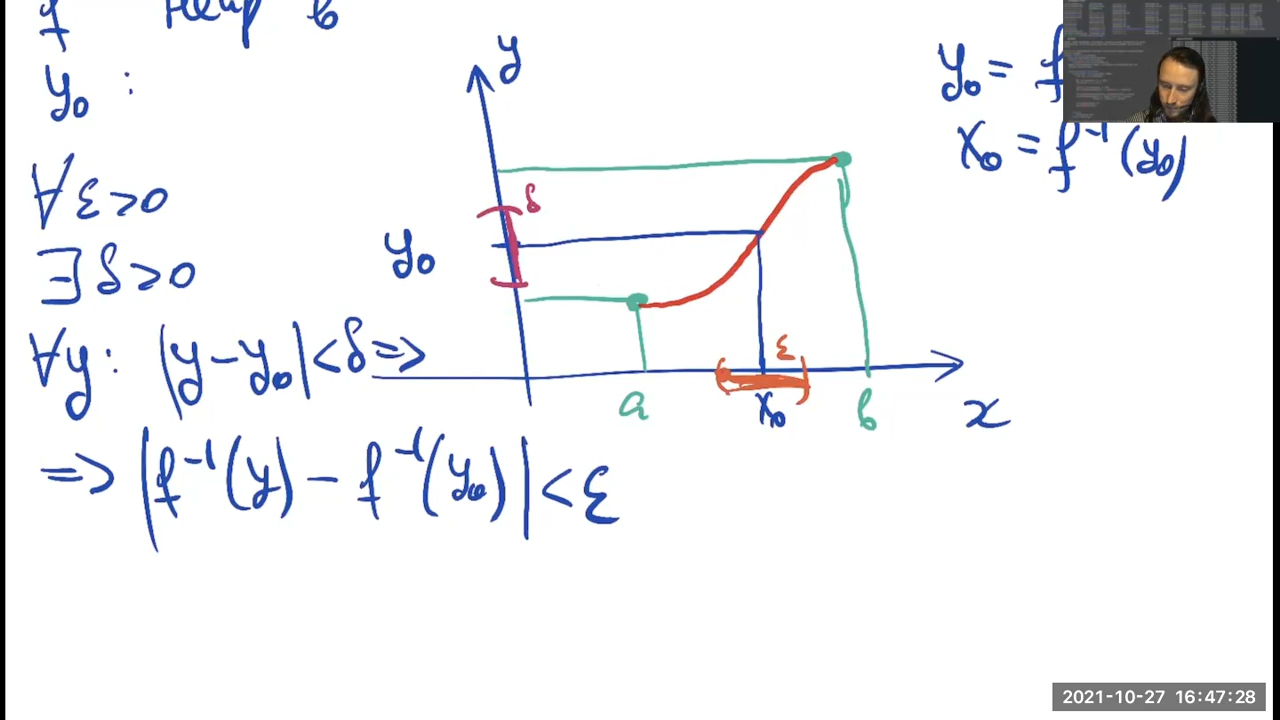 f непр в
y₀ :
∀ε>0
∃δ>0
∀y: |y-y₀|<δ=>
=> |f⁻¹(y) - f⁻¹(y₀)| < ε
y
δ
y₀
ε
a
x₀
b
x
y₀ = f
x₀ = f⁻¹(y₀)
2021-10-27 16:47:28